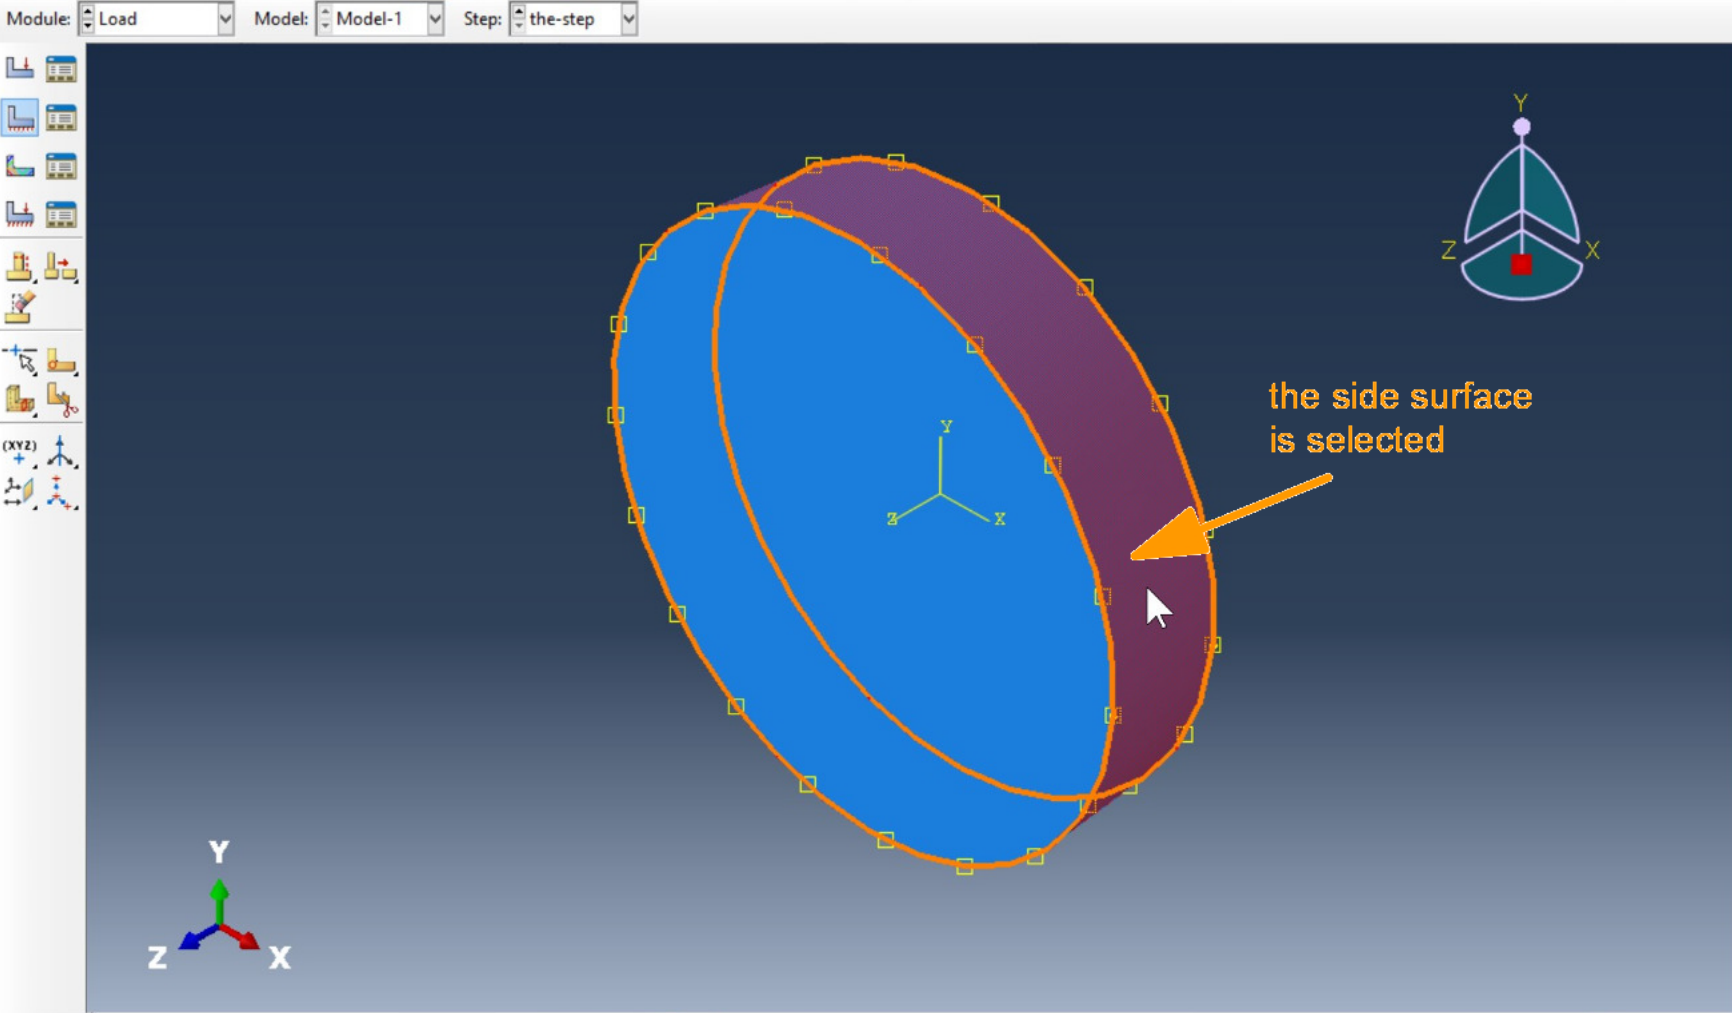 Module: Load Model: Model-1 Step: the-step
Y
Z X
the side surface
is selected
Y
Z X
(XYZ)
Y
Z X